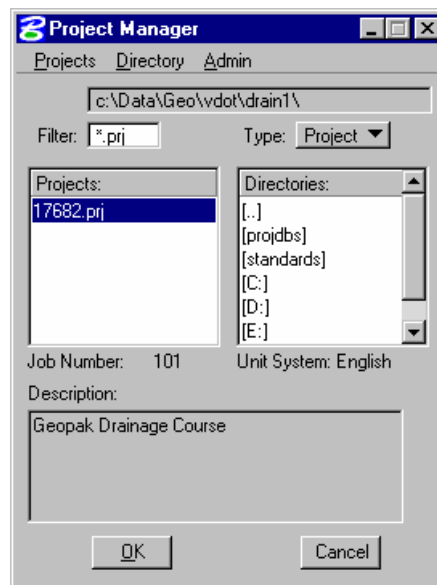 Project Manager
Projects Directory Admin
c:\Data\Geo\vdot\drain1\
Filter: *.prj Type: Project
Projects:
17682.prj
Directories:
[..]
[projdbs]
[standards]
[C:]
[D:]
[E:]
Job Number: 101 Unit System: English
Description:
Geopak Drainage Course
OK Cancel